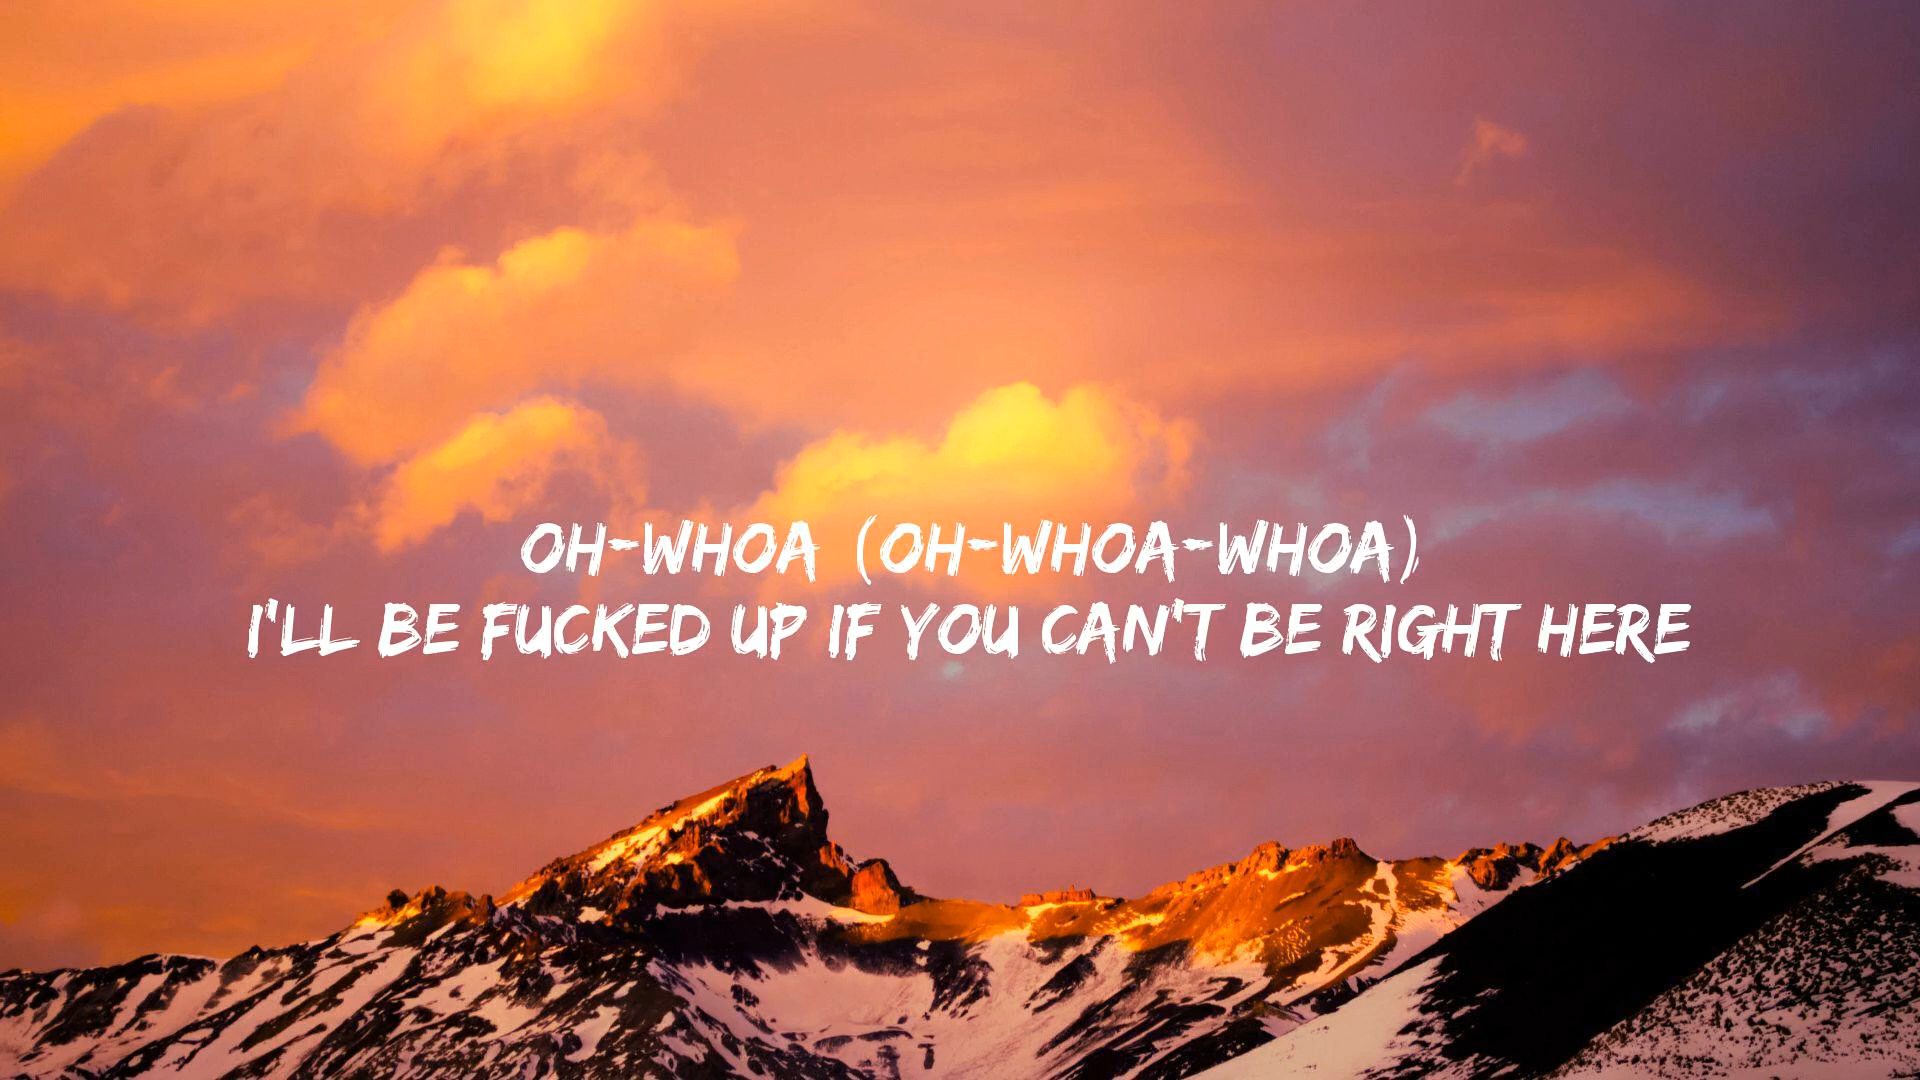 OH-WHOA (OH-WHOA-WHOA)
I'LL BE FUCKED UP IF YOU CAN'T BE RIGHT HERE